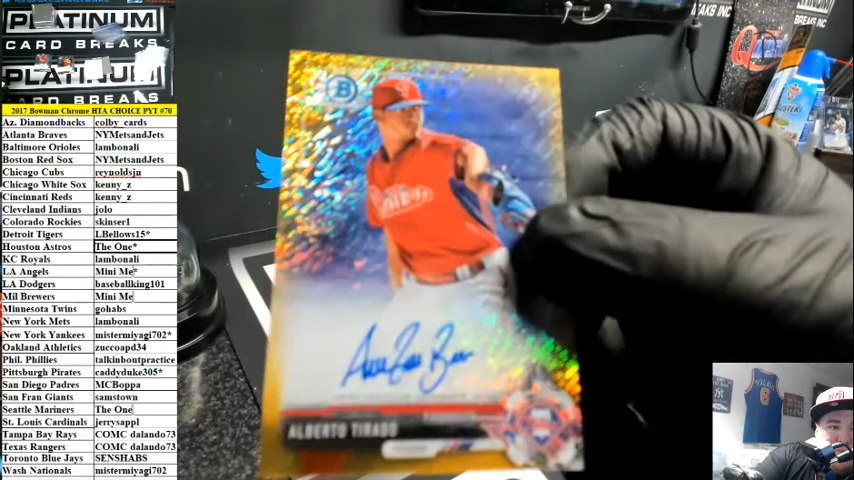 PLATINUM
CARD BREAKS
PLATINUM
2017 Bowman Chrome HTA CHOICE PYT #70
Az. Diamondbacks colby_cards
Atlanta Braves NYMetsandJets
Baltimore Orioles lambonali
Boston Red Sox NYMetsandJets
Chicago Cubs reynoldsjn
Chicago White Sox kenny_z
Cincinnati Reds kenny_z
Cleveland Indians jolo
Colorado Rockies skinser1
Detroit Tigers LBellows15*
Houston Astros The One*
KC Royals lambonali
LA Angels Mini Me*
LA Dodgers baseballking101
Mil Brewers Mini Me
Minnesota Twins gohabs
New York Mets lambonali
New York Yankees mistermiyagi702*
Oakland Athletics zuccoapd34
Phil. Phillies talkinboutpractice
Pittsburgh Pirates caddyduke305*
San Diego Padres MCBoppa
San Fran Giants samstown
Seattle Mariners The One
St. Louis Cardinals jerrysappl
Tampa Bay Rays COMC dalando73
Texas Rangers COMC dalando73
Toronto Blue Jays SENSHABS
Wash Nationals mistermiyagi702
B
Phillies
ALBERTO TIRADO
BREAKS INC